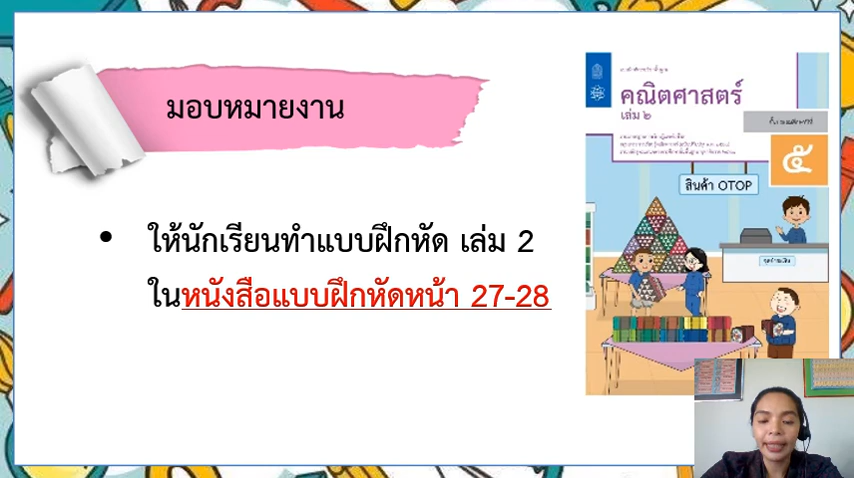 มอบหมายงาน
คณิตศาสตร์
เล่ม ๒
๕
สินค้า OTOP
• ให้นักเรียนทำแบบฝึกหัด เล่ม 2
ในหนังสือแบบฝึกหัดหน้า 27-28